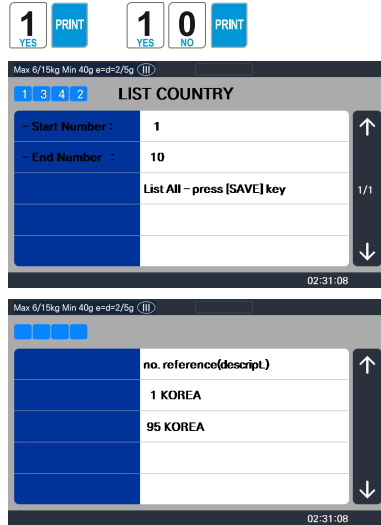 1 YES PRINT 1 YES 0 NO PRINT
Max 6/15kg Min 40g e=d=2/5g (III)
1 3 4 2 LIST COUNTRY
- Start Number : 1
- End Number : 10
List All - press [SAVE] key
1/1
02:31:08
Max 6/15kg Min 40g e=d=2/5g (III)
no. reference(descript.)
1 KOREA
95 KOREA
02:31:08